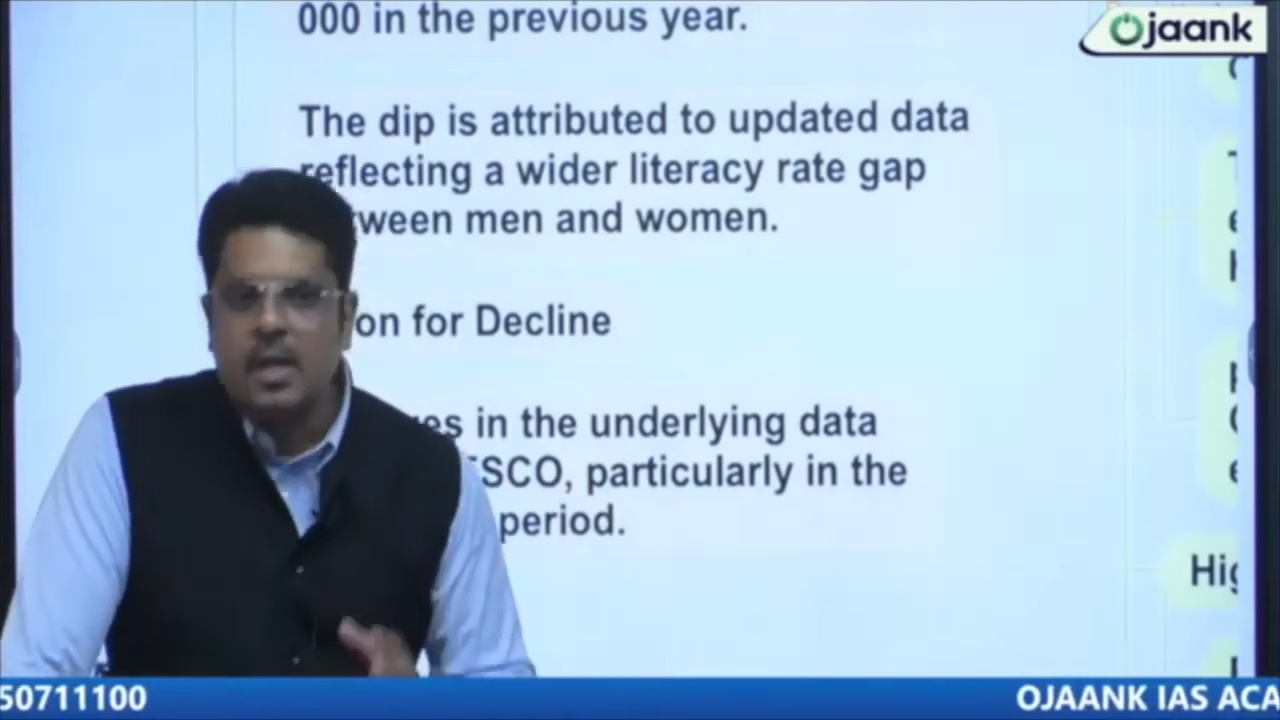 Ojaank
000 in the previous year.
The dip is attributed to updated data
reflecting a wider literacy rate gap
tween men and women.
on for Decline
es in the underlying data
SCO, particularly in the
period.
Hig
50711100
OJAANK IAS ACA